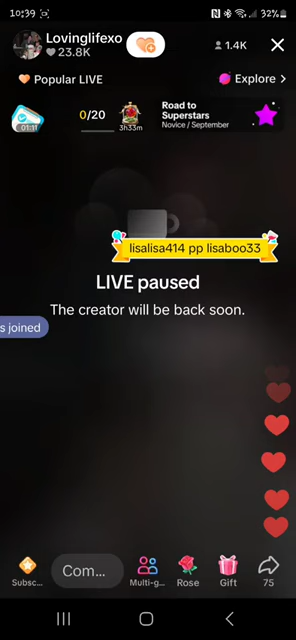 10:39
32%
Lovinglifexo
23.8K
1.4K
Popular LIVE
Explore >
01:11
0/20
3h33m
Road to
Superstars
Novice / September
lisalisa414 pp lisaboo33
LIVE paused
The creator will be back soon.
s joined
Subsc...
Com...
Multi-g...
Rose
Gift
75